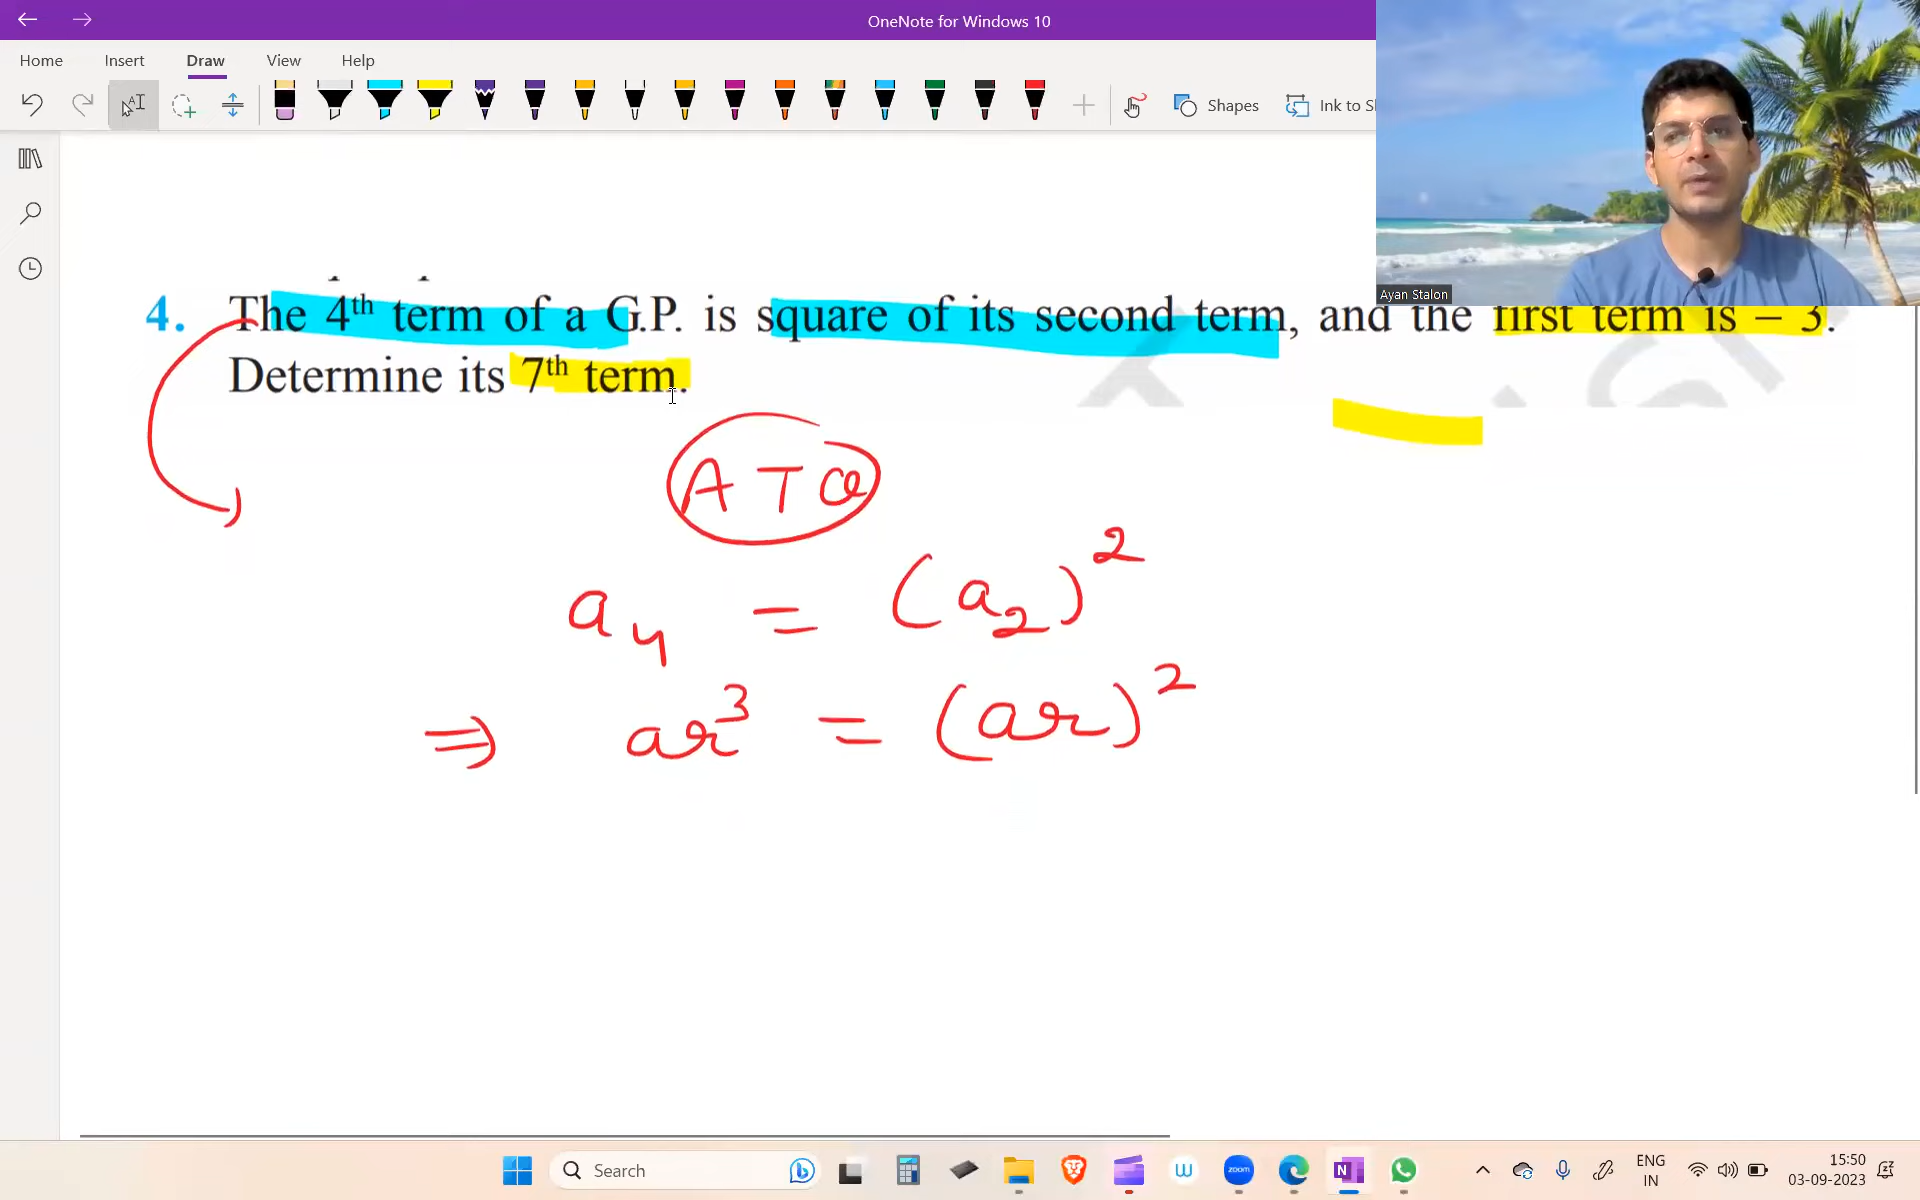 OneNote for Windows 10
Home Insert Draw View Help
Shapes
Ink to Sh
Ayan Stalon
4. The 4th term of a G.P. is square of its second term, and the first term is – 3.
Determine its 7th term.
A T Q
a4 = (a2)²
⇒ ar³ = (ar)²
Search
zoom
ENG
IN
15:50
03-09-2023